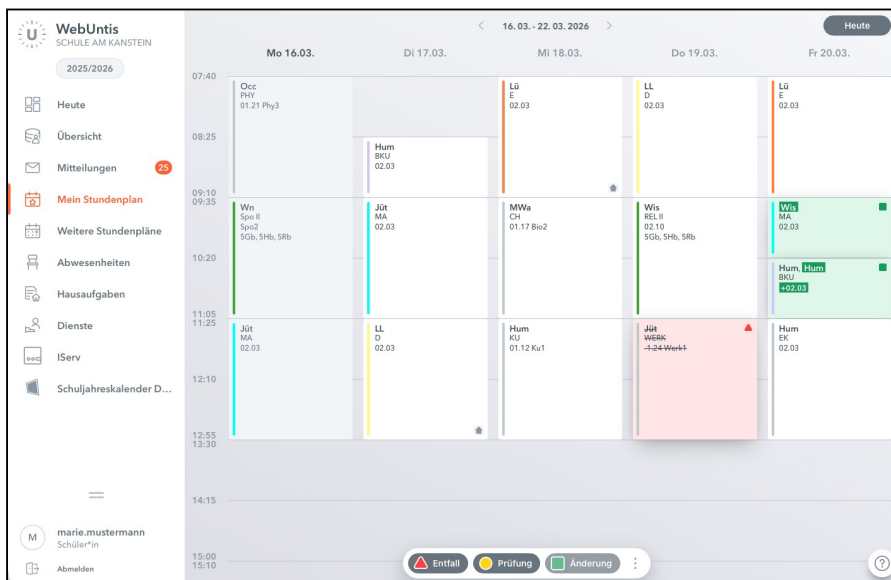 WebUntis
SCHULE AM KANSTEIN
2025/2026
Heute
Übersicht
Mitteilungen 25
Mein Stundenplan
Weitere Stundenpläne
Abwesenheiten
Hausaufgaben
Dienste
IServ
Schuljahreskalender D...
M
marie.mustermann
Schüler*in
Abmelden
16. 03. - 22. 03. 2026
Heute
Mo 16.03. Di 17.03. Mi 18.03. Do 19.03. Fr 20.03.
07:40
08:25
09:10
09:35
10:20
11:05
11:25
12:10
12:55
13:30
14:15
15:00
15:10
Occ
PHY
01.21 Phy3
Wn
Spo II
Spo2
5Gb, 5Hb, 5Rb
Jüt
MA
02.03
Hum
BKU
02.03
Jüt
MA
02.03
LL
D
02.03
Lü
E
02.03
MWa
CH
01.17 Bio2
Hum
KU
01.12 Ku1
LL
D
02.03
Wis
REL II
02.10
5Gb, 5Hb, 5Rb
Jüt
WERK
-1.24 Werk1
Lü
E
02.03
Wis
MA
02.03
Hum, Hum
BKU
+02.03
Hum
EK
02.03
Entfall Prüfung Änderung
?